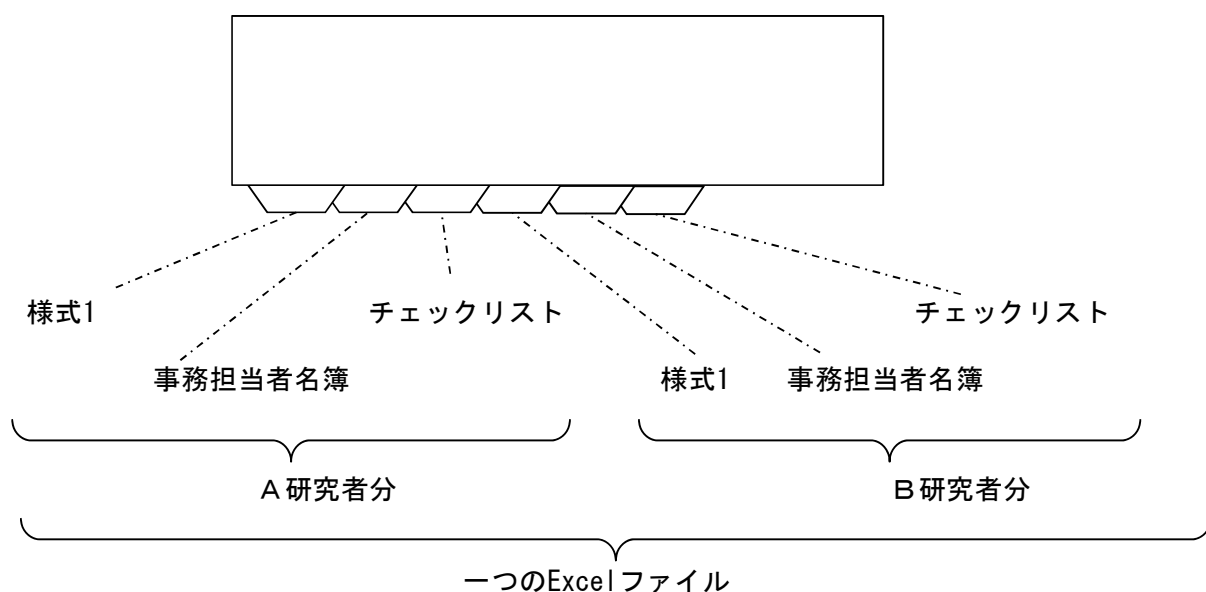 様式1
チェックリスト
チェックリスト
事務担当者名簿
様式1
事務担当者名簿
A研究者分
B研究者分
一つのExcelファイル